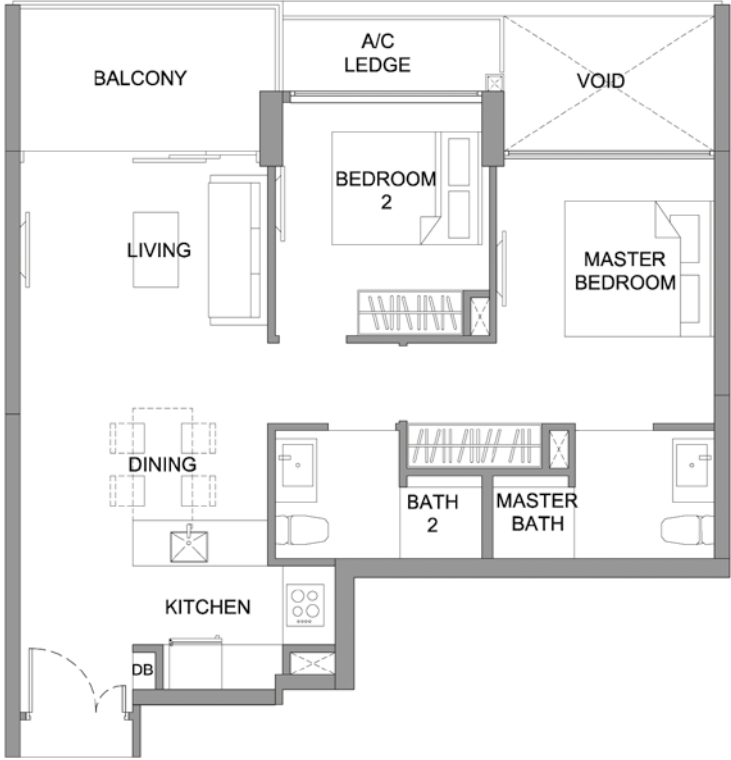 BALCONY
A/C
LEDGE
VOID
BEDROOM
2
LIVING
MASTER
BEDROOM
DINING
BATH
2
MASTER
BATH
KITCHEN
DB